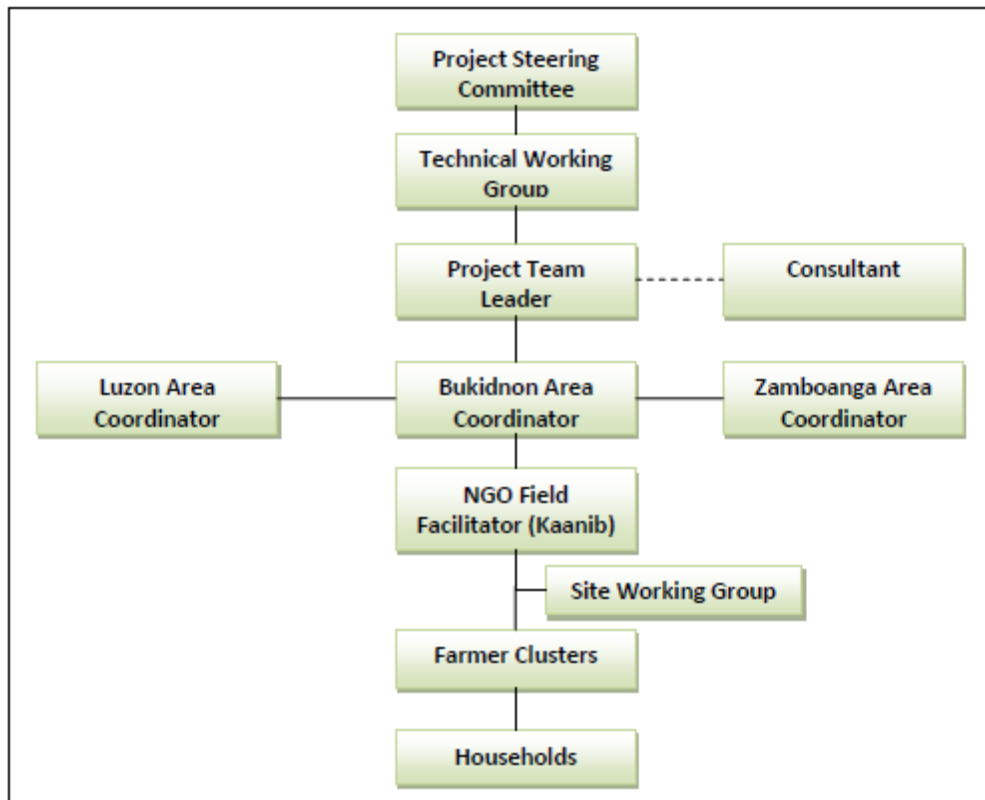 Project Steering
Committee
Technical Working
Group
Project Team
Leader
Consultant
Luzon Area
Coordinator
Bukidnon Area
Coordinator
Zamboanga Area
Coordinator
NGO Field
Facilitator (Kaanib)
Site Working Group
Farmer Clusters
Households